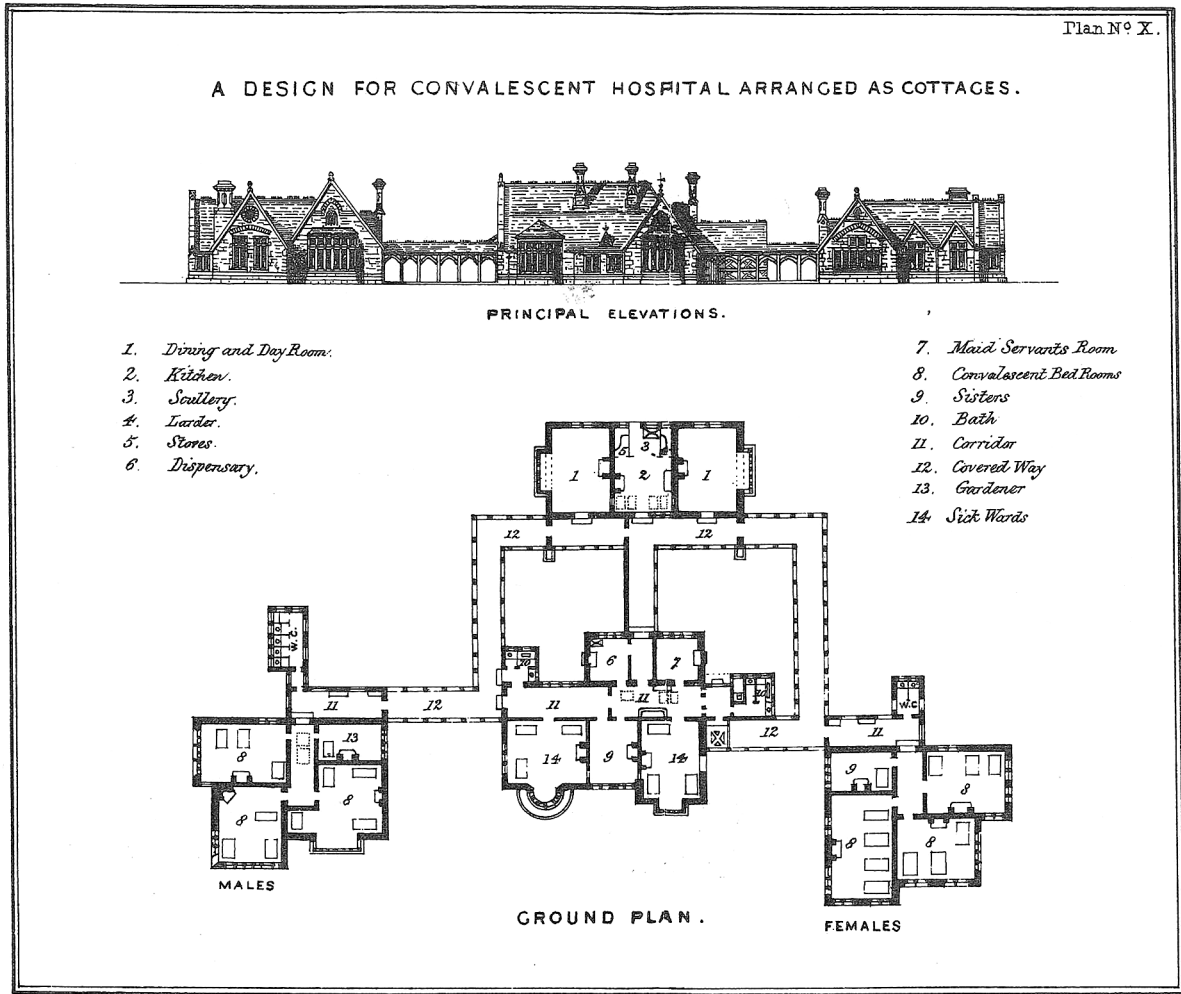 Plan No X.
A DESIGN FOR CONVALESCENT HOSPITAL ARRANGED AS COTTAGES.
PRINCIPAL ELEVATIONS.
1. Dining and Day Room.
2. Kitchen.
3. Scullery.
4. Larder.
5. Stores.
6. Dispensary.
7. Maid Servants Room
8. Convalescent Bed Rooms
9. Sisters
10. Bath
11. Corridor
12. Covered Way
13. Gardener
14. Sick Wards
5 3
1 2 1
12 12
W.C.
6 7
10 10
11 12 11 11
W.C
12 11
13
8 14 9 14
9 8
8 8
8 8
MALES
GROUND PLAN.
FEMALES